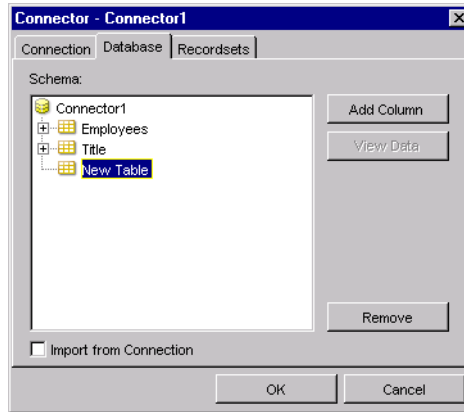 Connector - Connector1
Connection Database Recordsets
Schema:
Connector1
Add Column
Employees
View Data
Title
New Table
Remove
Import from Connection
OK Cancel